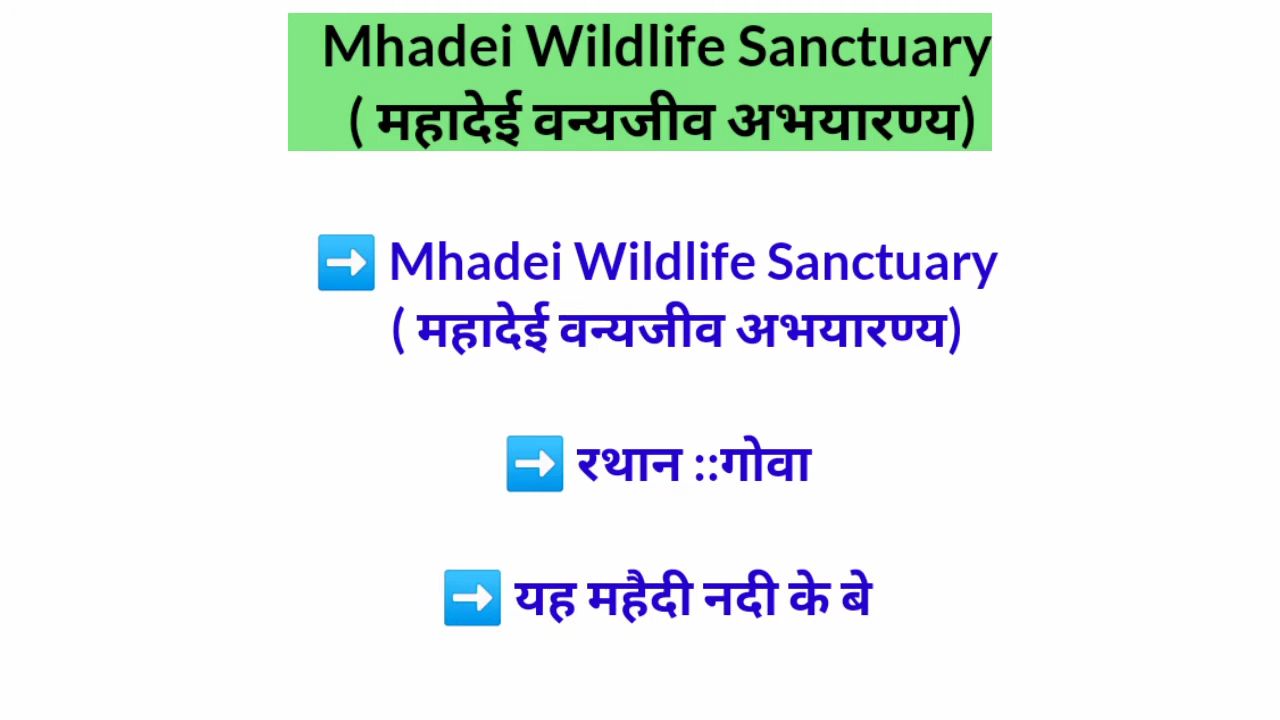 Mhadei Wildlife Sanctuary
( महादेई वन्यजीव अभयारण्य)
➡️ Mhadei Wildlife Sanctuary
( महादेई वन्यजीव अभयारण्य)
➡️ रथान ::गोवा
➡️ यह महैदी नदी के बे